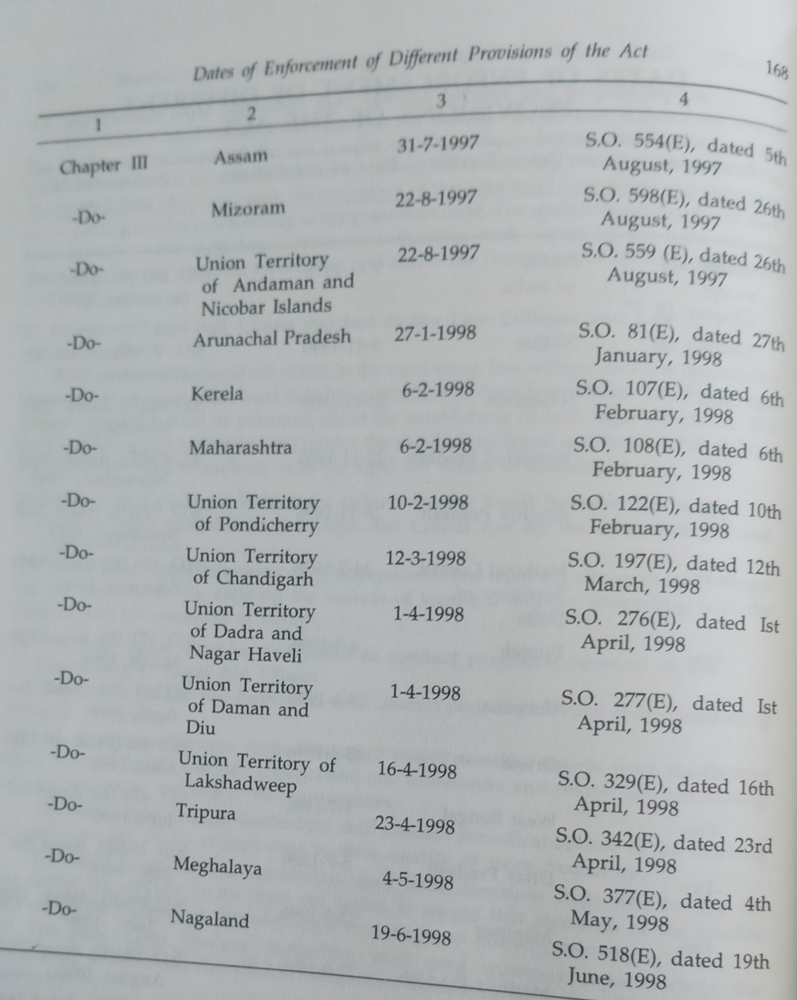 Dates of Enforcement of Different Provisions of the Act
168
1 2 3 4
Chapter III Assam 31-7-1997 S.O. 554(E), dated 5th
August, 1997
-Do- Mizoram 22-8-1997 S.O. 598(E), dated 26th
August, 1997
-Do- Union Territory 22-8-1997 S.O. 559 (E), dated 26th
of Andaman and August, 1997
Nicobar Islands
-Do- Arunachal Pradesh 27-1-1998 S.O. 81(E), dated 27th
January, 1998
-Do- Kerela 6-2-1998 S.O. 107(E), dated 6th
February, 1998
-Do- Maharashtra 6-2-1998 S.O. 108(E), dated 6th
February, 1998
-Do- Union Territory 10-2-1998 S.O. 122(E), dated 10th
of Pondicherry February, 1998
-Do- Union Territory 12-3-1998 S.O. 197(E), dated 12th
of Chandigarh March, 1998
-Do- Union Territory 1-4-1998 S.O. 276(E), dated Ist
of Dadra and April, 1998
Nagar Haveli
-Do- Union Territory 1-4-1998 S.O. 277(E), dated Ist
of Daman and April, 1998
Diu
-Do- Union Territory of 16-4-1998 S.O. 329(E), dated 16th
Lakshadweep April, 1998
-Do- Tripura 23-4-1998 S.O. 342(E), dated 23rd
April, 1998
-Do- Meghalaya 4-5-1998 S.O. 377(E), dated 4th
May, 1998
-Do- Nagaland 19-6-1998 S.O. 518(E), dated 19th
June, 1998